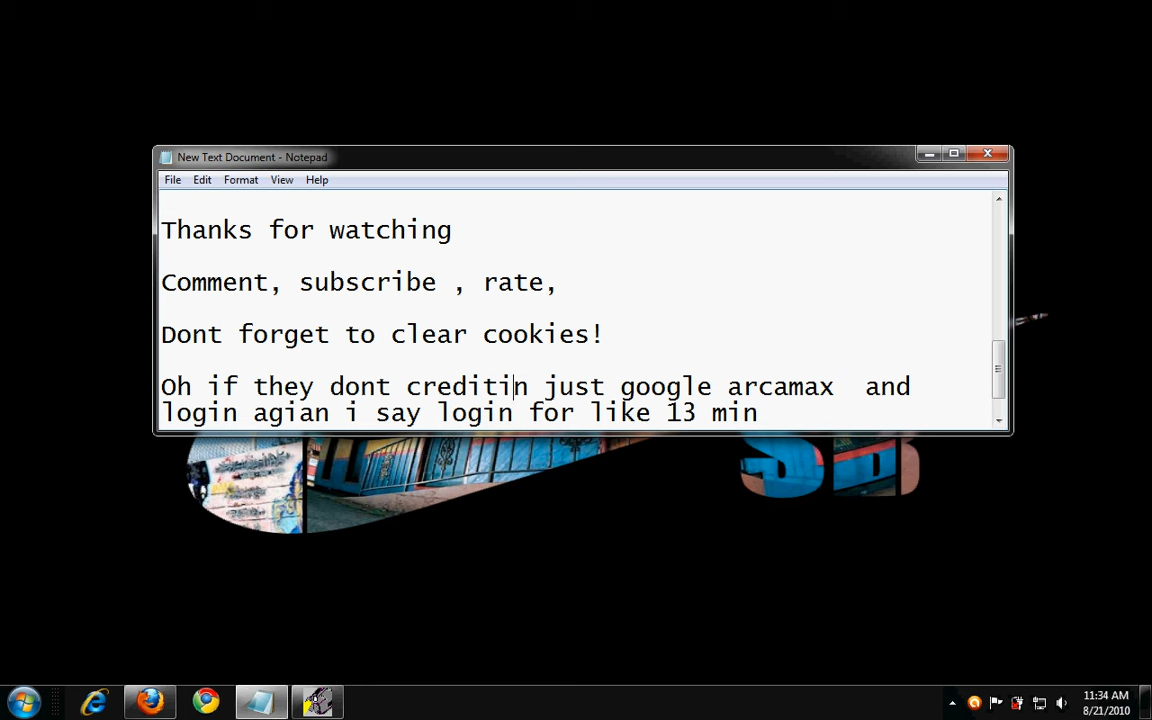 New Text Document - Notepad
File Edit Format View Help
Thanks for watching
Comment, subscribe , rate,
Dont forget to clear cookies!
Oh if they dont creditin just google arcamax  and
login agian i say login for like 13 min
SB
11:34 AM
8/21/2010